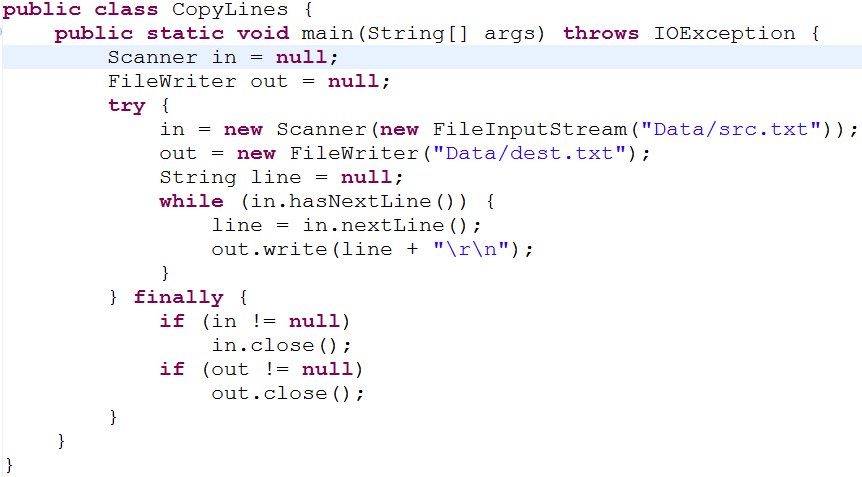 public class CopyLines {
    public static void main(String[] args) throws IOException {
        Scanner in = null;
        FileWriter out = null;
        try {
            in = new Scanner(new FileInputStream("Data/src.txt"));
            out = new FileWriter("Data/dest.txt");
            String line = null;
            while (in.hasNextLine()) {
                line = in.nextLine();
                out.write(line + "\r\n");
            }
        } finally {
            if (in != null)
                in.close();
            if (out != null)
                out.close();
        }
    }
}